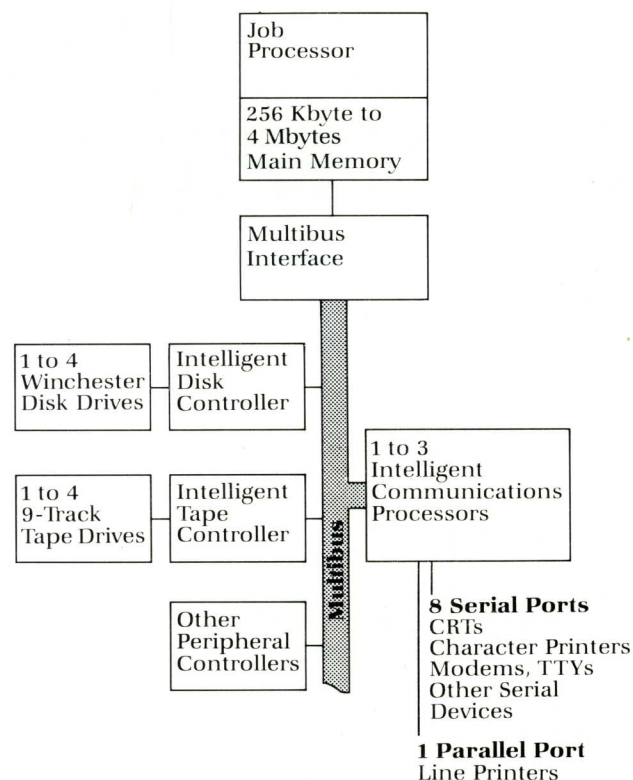 Job
Processor
256 Kbyte to
4 Mbytes
Main Memory
Multibus
Interface
1 to 4
Winchester
Disk Drives
Intelligent
Disk
Controller
1 to 3
Intelligent
Communications
Processors
1 to 4
9-Track
Tape Drives
Intelligent
Tape
Controller
Multibus
Other
Peripheral
Controllers
8 Serial Ports
CRTs
Character Printers
Modems, TTYs
Other Serial
Devices
1 Parallel Port
Line Printers